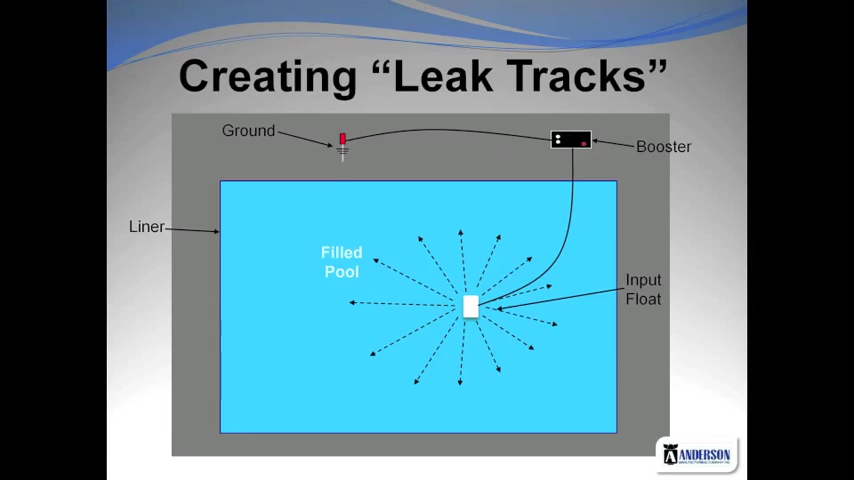 Creating “Leak Tracks”
Ground
Booster
Liner
Filled
Pool
Input
Float
ANDERSON